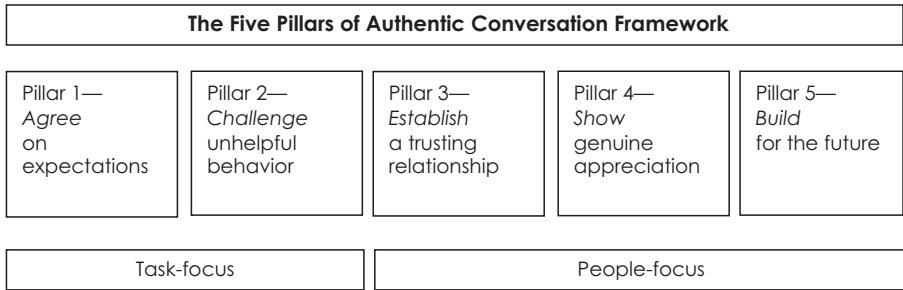 The Five Pillars of Authentic Conversation Framework
Pillar 1—
Agree
on
expectations
Pillar 2—
Challenge
unhelpful
behavior
Pillar 3—
Establish
a trusting
relationship
Pillar 4—
Show
genuine
appreciation
Pillar 5—
Build
for the future
Task-focus
People-focus